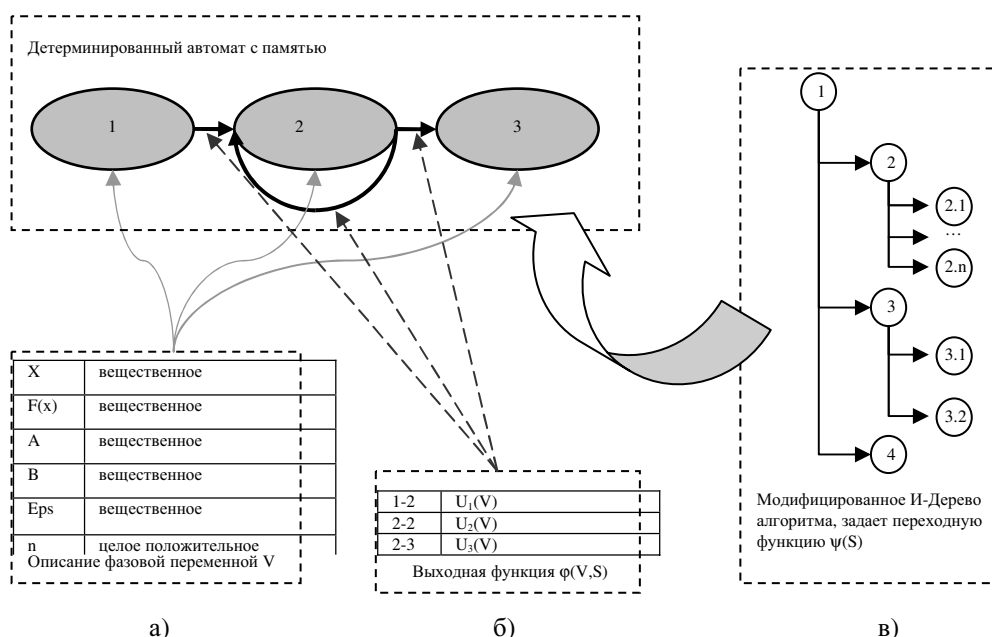 Детерминированный автомат с памятью
1
2
3
X вещественное
F(x) вещественное
A вещественное
B вещественное
Eps вещественное
n целое положительное
Описание фазовой переменной V
1-2 U₁(V)
2-2 U₂(V)
2-3 U₃(V)
Выходная функция φ(V,S)
1
2
2.1
...
2.n
3
3.1
3.2
4
Модифицированное И-Дерево
алгоритма, задает переходную
функцию ψ(S)
а)
б)
в)